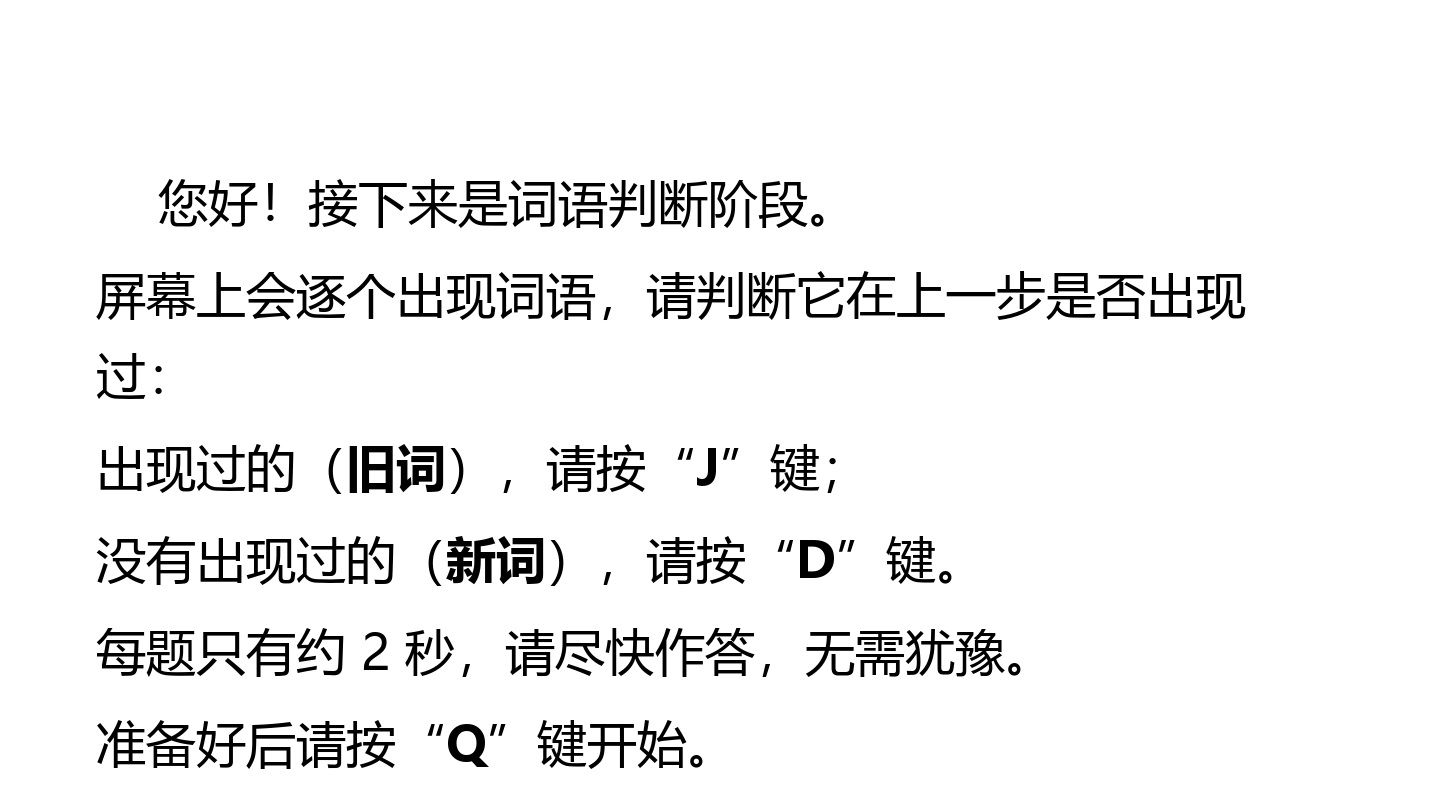 您好！接下来是词语判断阶段。
屏幕上会逐个出现词语，请判断它在上一步是否出现
过：
出现过的（旧词），请按“J”键；
没有出现过的（新词），请按“D”键。
每题只有约 2 秒，请尽快作答，无需犹豫。
准备好后请按“Q”键开始。